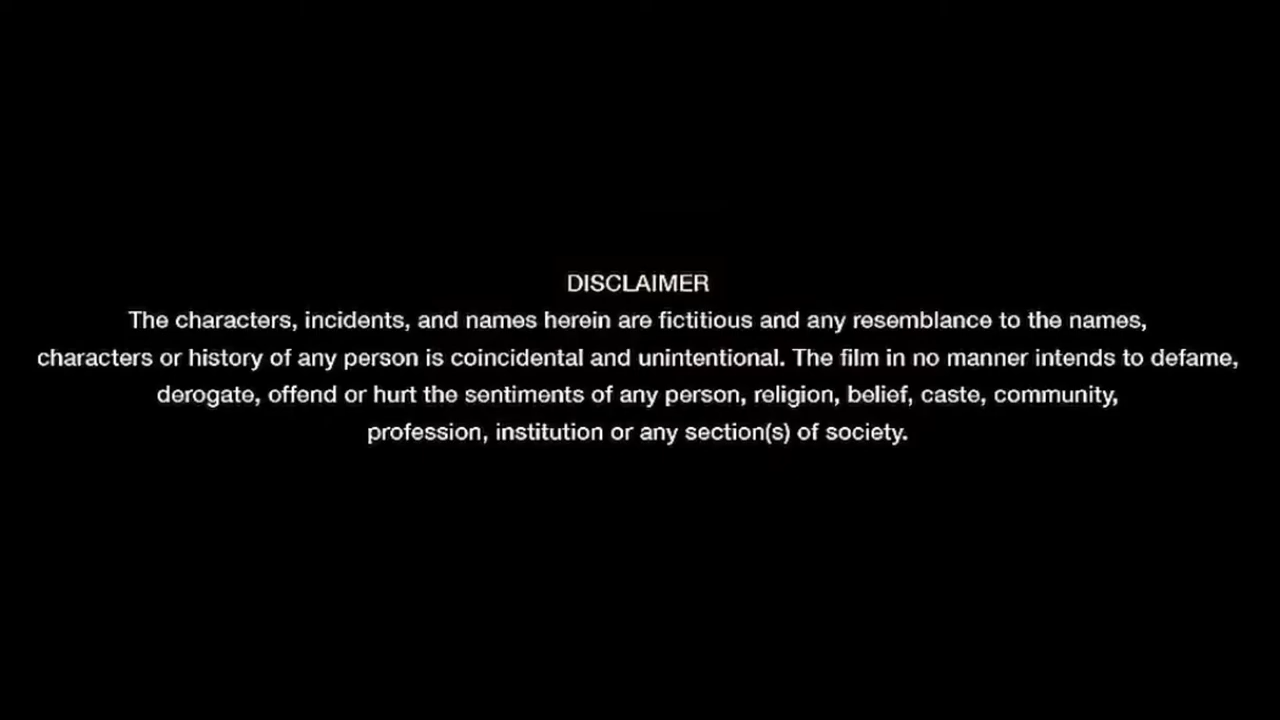 DISCLAIMER
The characters, incidents, and names herein are fictitious and any resemblance to the names,
characters or history of any person is coincidental and unintentional. The film in no manner intends to defame,
derogate, offend or hurt the sentiments of any person, religion, belief, caste, community,
profession, institution or any section(s) of society.